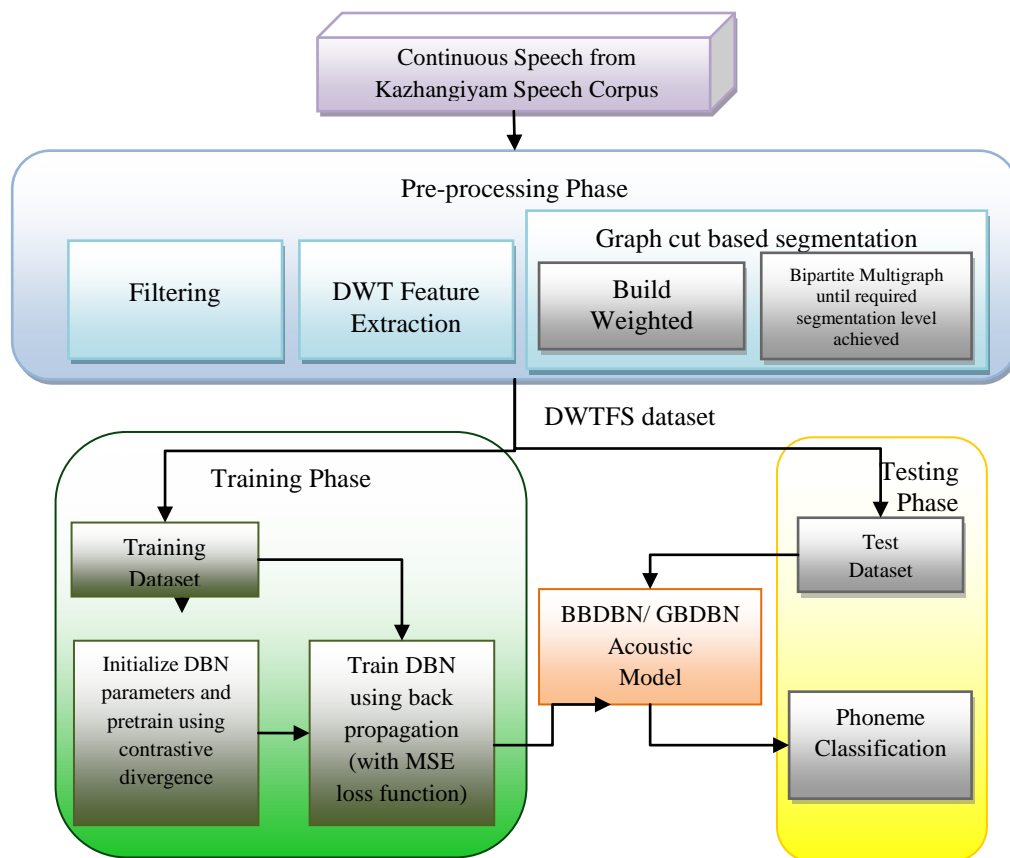 Continuous Speech from
Kazhangiyam Speech Corpus
Pre-processing Phase
Filtering
DWT Feature
Extraction
Graph cut based segmentation
Build
Weighted
Bipartite Multigraph
until required
segmentation level
achieved
DWTFS dataset
Training Phase
Training
Dataset
Initialize DBN
parameters and
pretrain using
contrastive
divergence
Train DBN
using back
propagation
(with MSE
loss function)
BBDBN/ GBDBN
Acoustic
Model
Testing
Phase
Test
Dataset
Phoneme
Classification